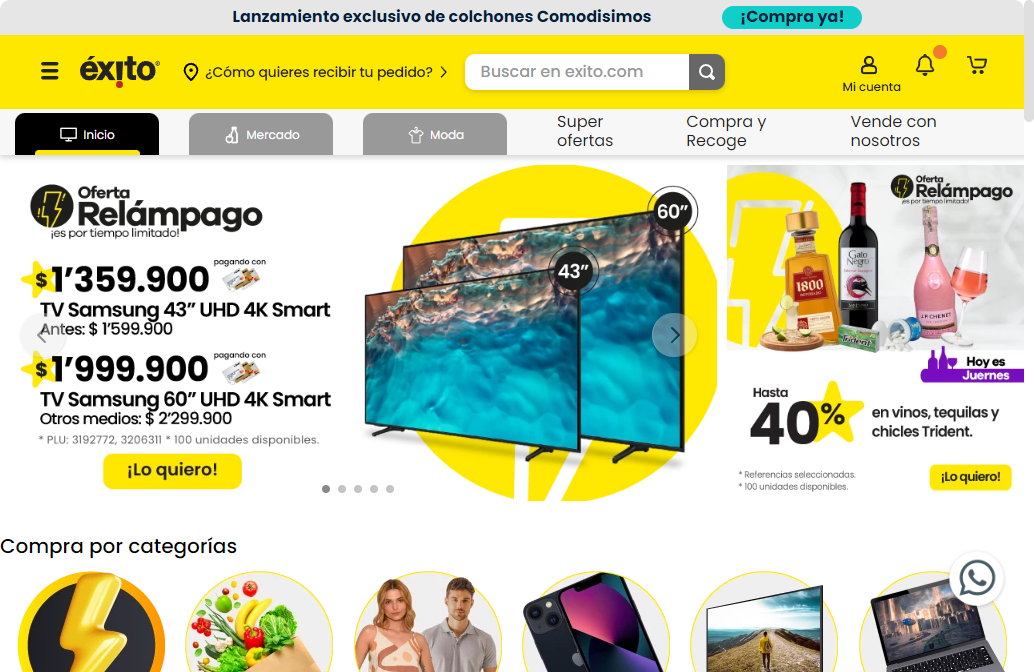 Lanzamiento exclusivo de colchones Comodisimos
¡Compra ya!
éxito
¿Cómo quieres recibir tu pedido?
Buscar en exito.com
Mi cuenta
Inicio
Mercado
Moda
Super ofertas
Compra y Recoge
Vende con nosotros
Oferta
Relámpago
¡es por tiempo limitado!
$1’359.900
pagando con
TV Samsung 43” UHD 4K Smart
Antes: $ 1’599.900
$1’999.900
pagando con
TV Samsung 60” UHD 4K Smart
Otros medios: $ 2’299.900
* PLU: 3192772, 3206311 * 100 unidades disponibles.
¡Lo quiero!
60”
43”
Oferta
Relámpago
¡es por tiempo limitado!
1800
Gato
Negro
J.P. CHENET
Trident
Hoy es
Juernes
Hasta
40%
en vinos, tequilas y
chicles Trident.
* Referencias seleccionadas.
* 100 unidades disponibles.
¡Lo quiero!
Compra por categorías